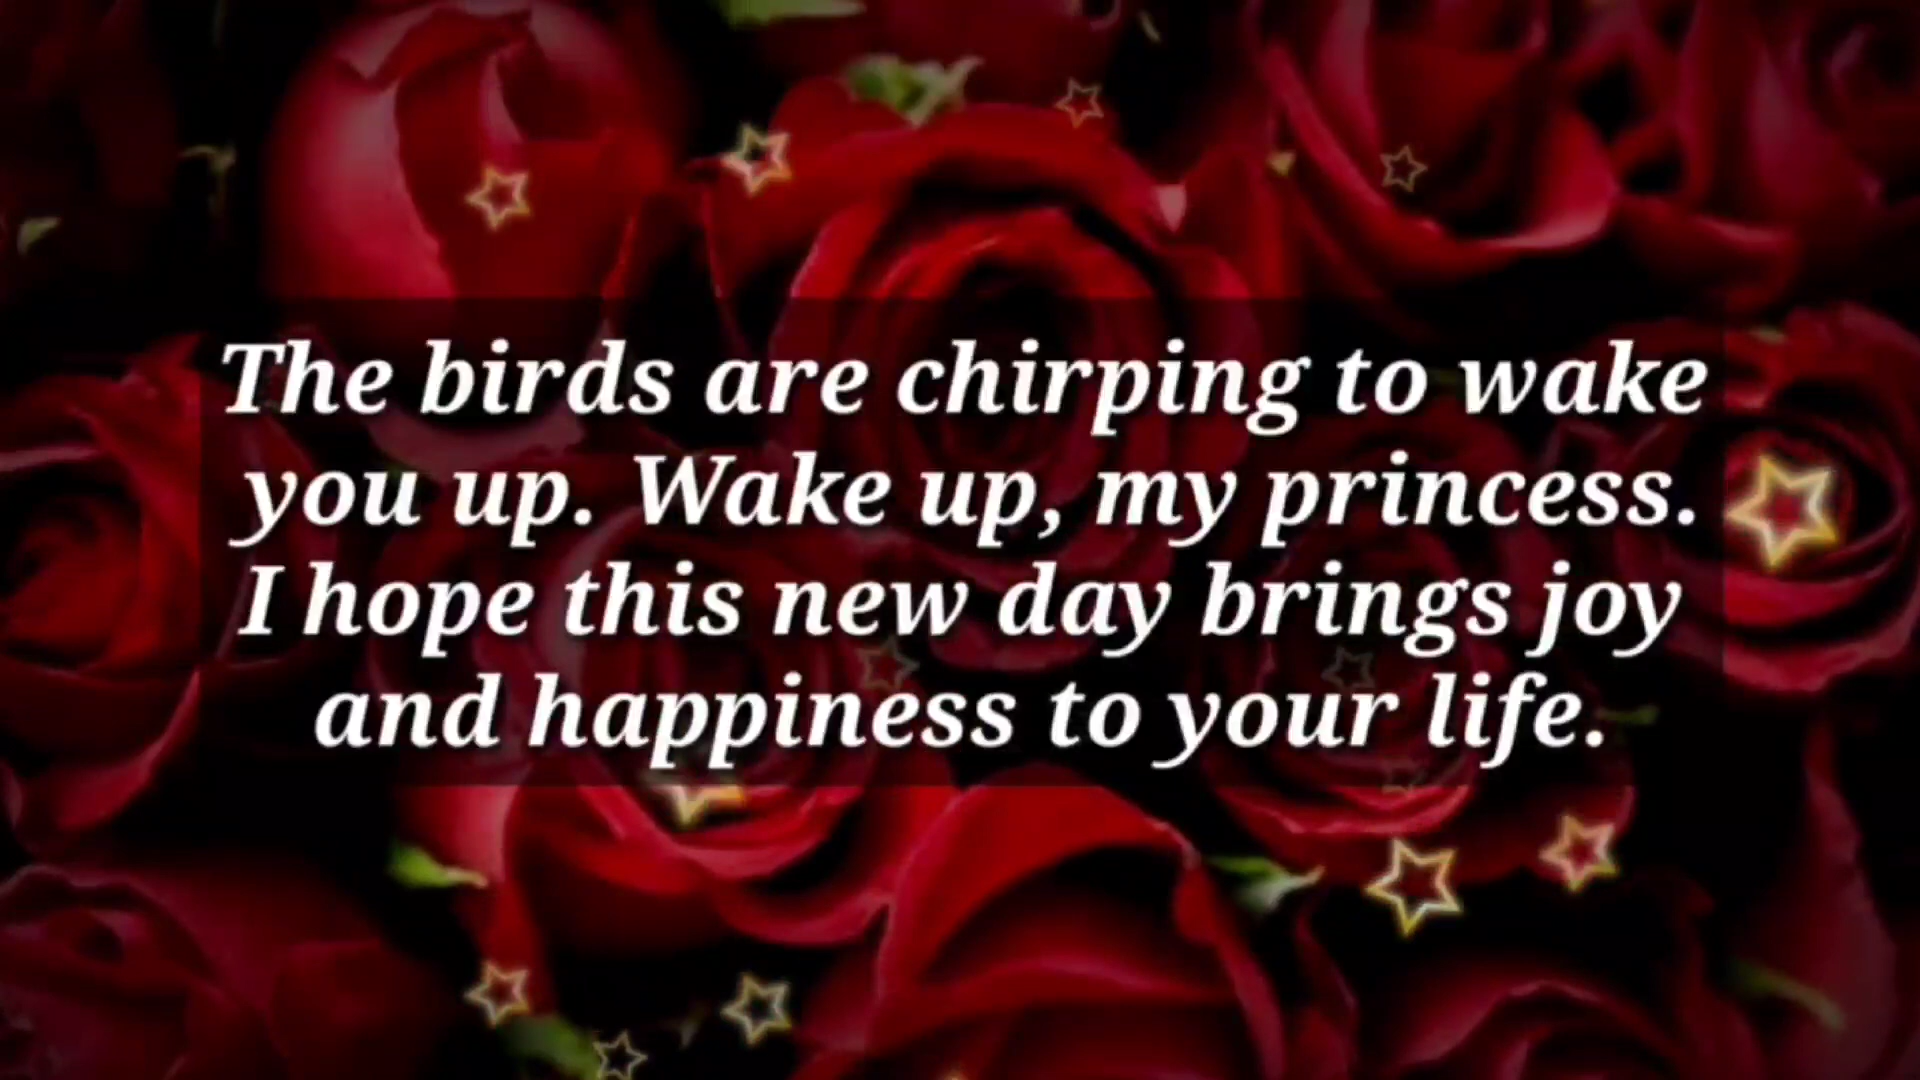 The birds are chirping to wake
you up. Wake up, my princess.
I hope this new day brings joy
and happiness to your life.